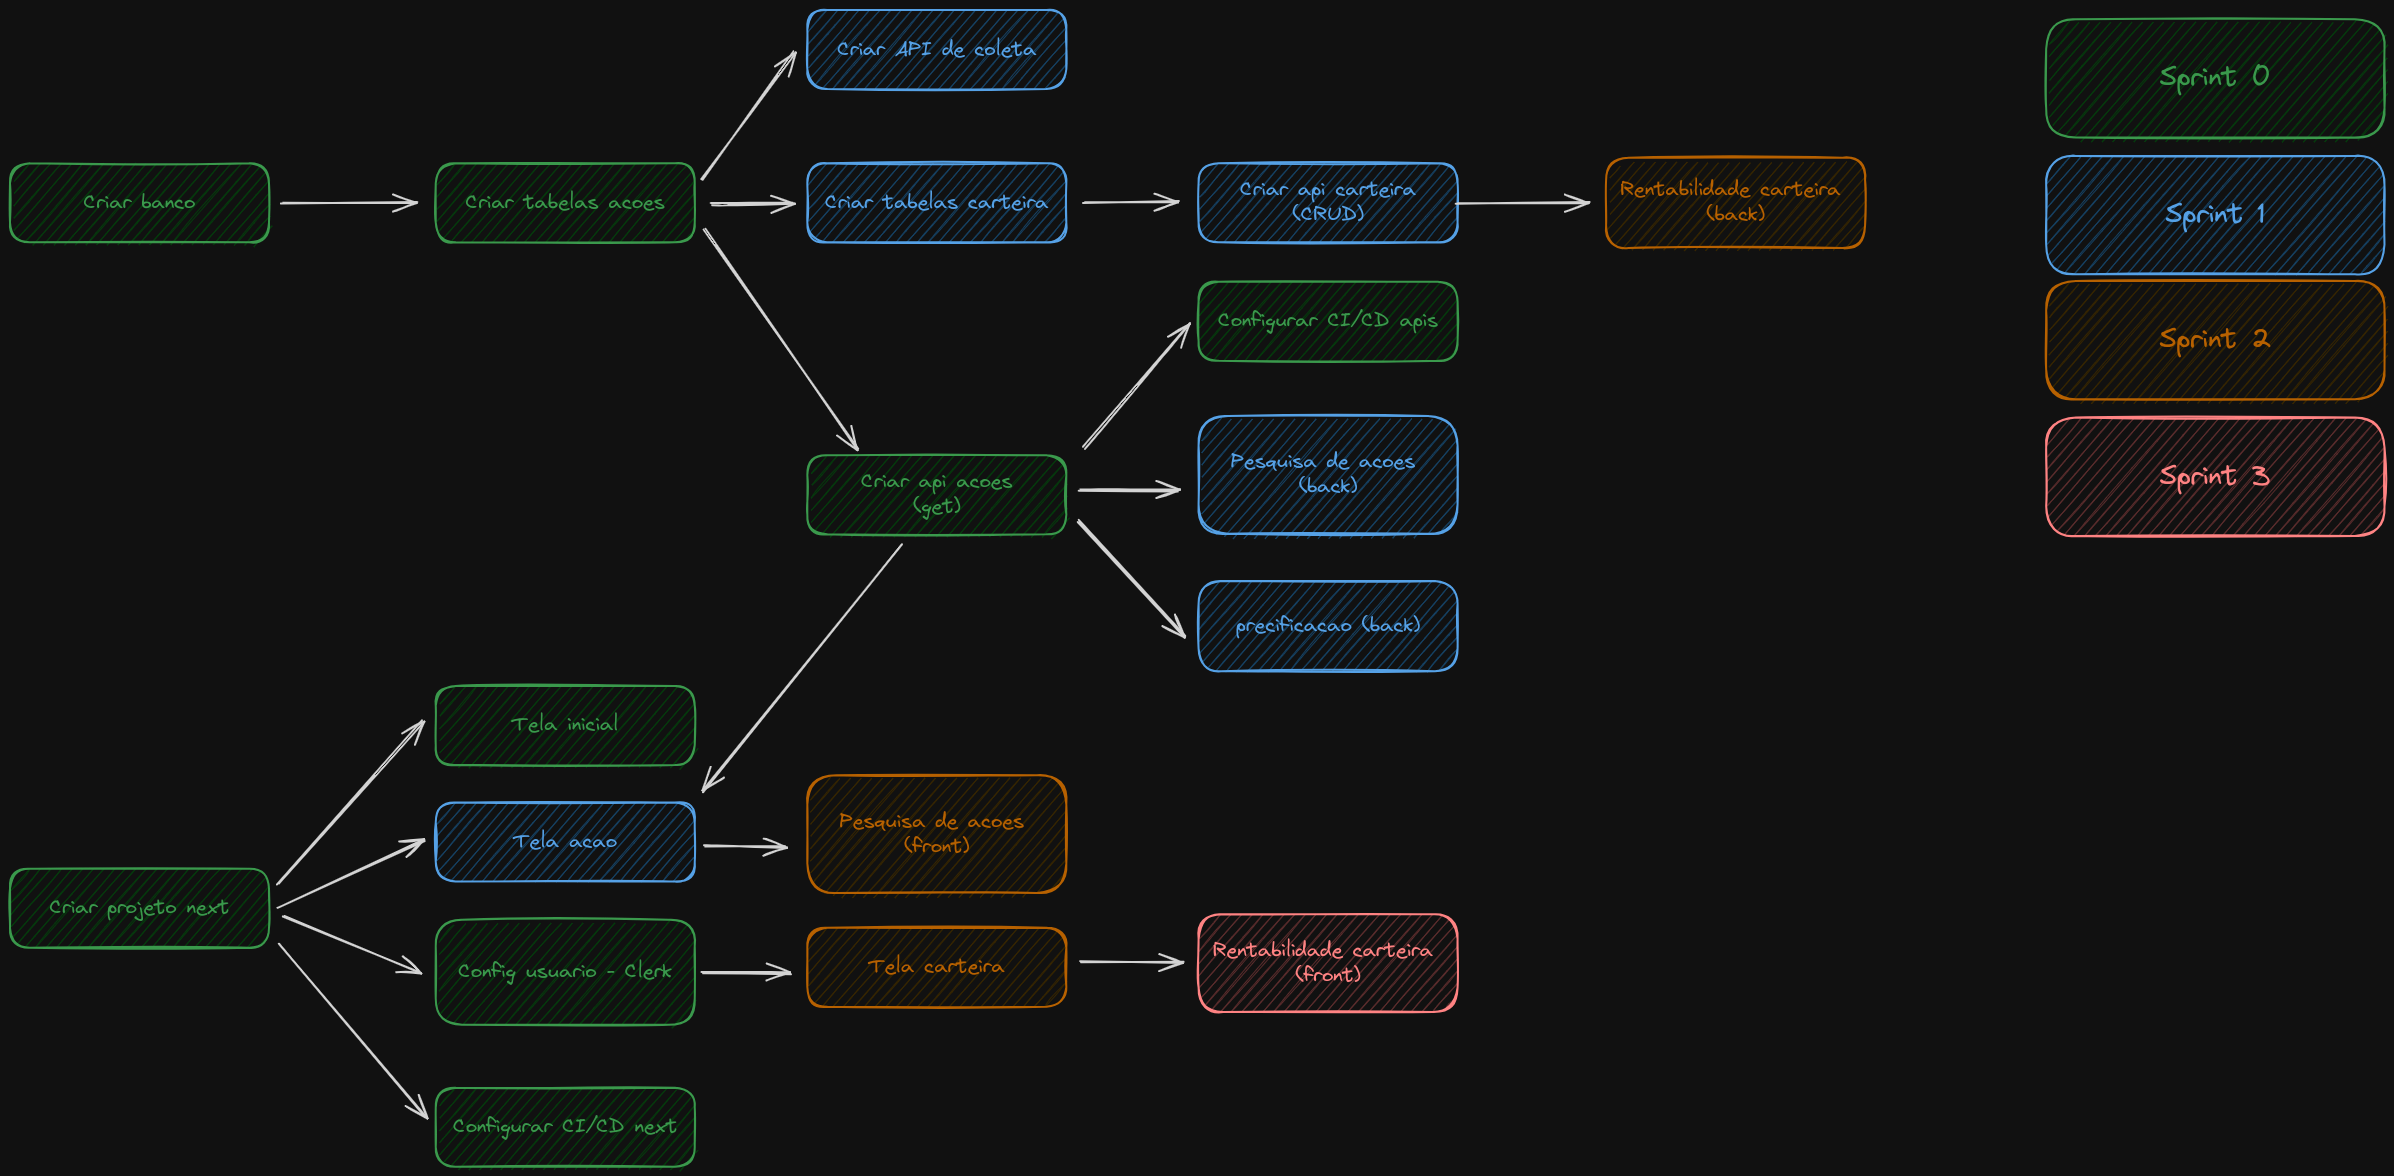 Criar API de coleta
Sprint 0
Criar banco
Criar tabelas acoes
Criar tabelas carteira
Criar api carteira
(CRUD)
Rentabilidade carteira
(back)
Sprint 1
Configurar CI/CD apis
Sprint 2
Criar api acoes
(get)
Pesquisa de acoes
(back)
Sprint 3
precificacao (back)
Tela inicial
Tela acao
Pesquisa de acoes
(front)
Criar projeto next
Config usuario - Clerk
Tela carteira
Rentabilidade carteira
(front)
Configurar CI/CD next